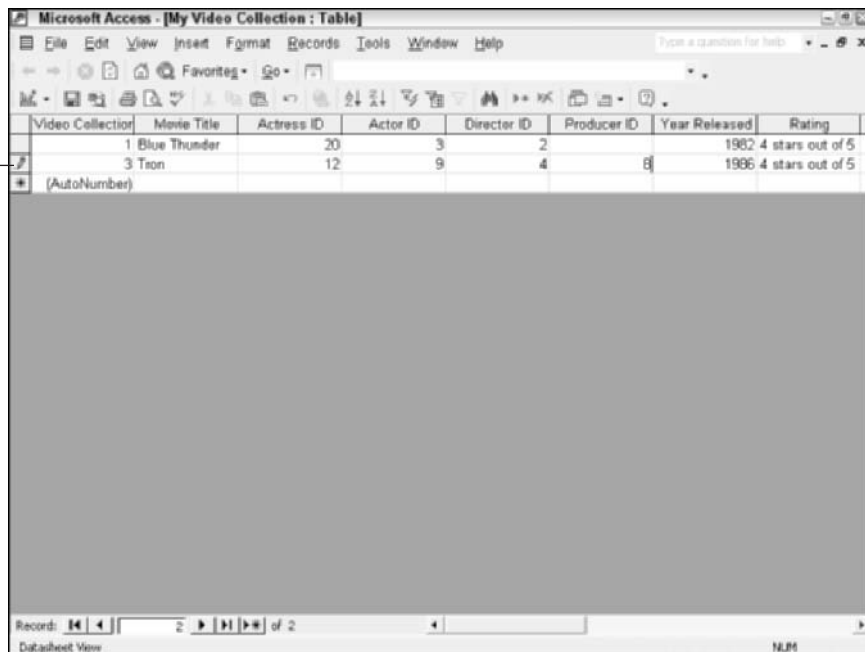 Microsoft Access - [My Video Collection : Table]
File Edit View Insert Format Records Tools Window Help Type a question for help
Favorites Go
Video Collection Movie Title Actress ID Actor ID Director ID Producer ID Year Released Rating
1 Blue Thunder 20 3 2 1982 4 stars out of 5
3 Tron 12 9 4 8 1986 4 stars out of 5
(AutoNumber)
Record: 2 of 2
Datasheet View NUM